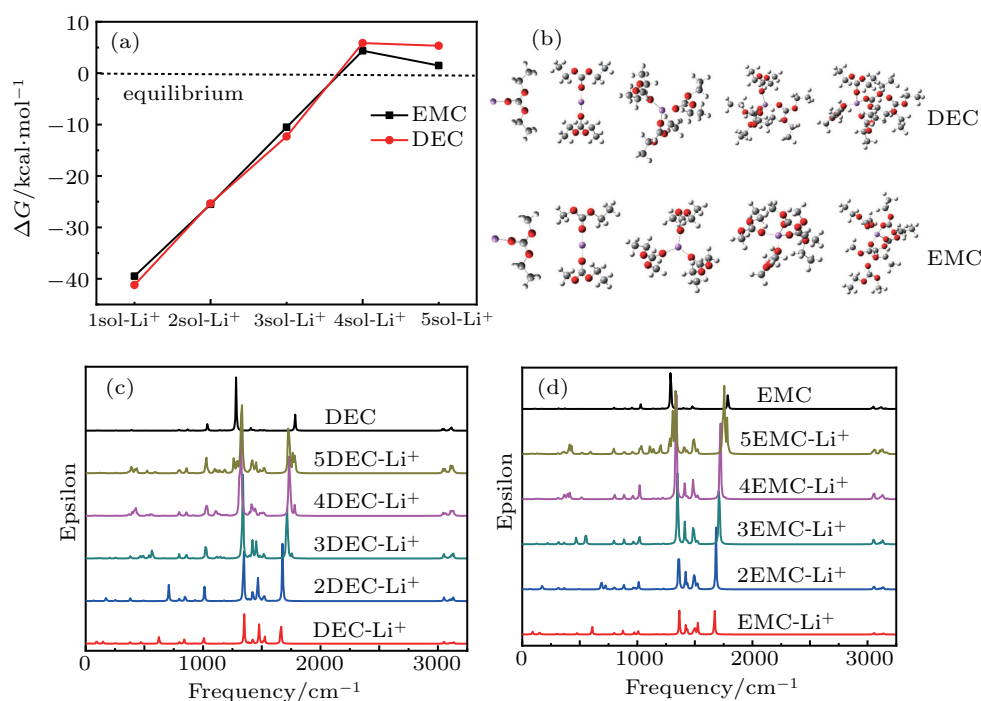 (a)
(b)
10
0
−10
−20
−30
−40
ΔG/kcal·mol⁻¹
equilibrium
EMC
DEC
1sol-Li⁺ 2sol-Li⁺ 3sol-Li⁺ 4sol-Li⁺ 5sol-Li⁺
DEC
EMC
(c)
DEC
5DEC-Li⁺
4DEC-Li⁺
3DEC-Li⁺
2DEC-Li⁺
DEC-Li⁺
Epsilon
0 1000 2000 3000
Frequency/cm⁻¹
(d)
EMC
5EMC-Li⁺
4EMC-Li⁺
3EMC-Li⁺
2EMC-Li⁺
EMC-Li⁺
Epsilon
0 1000 2000 3000
Frequency/cm⁻¹